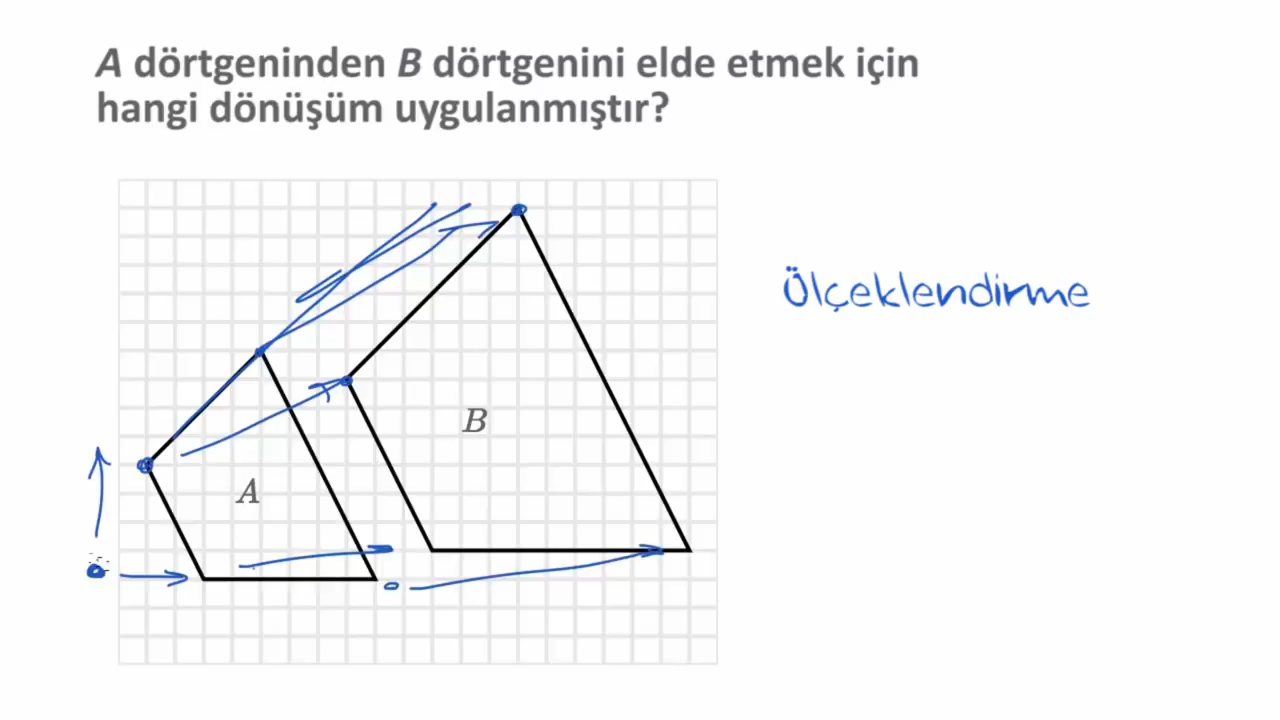 A dörtgeninden B dörtgenini elde etmek için
hangi dönüşüm uygulanmıştır?
Ölçeklendirme
B
A